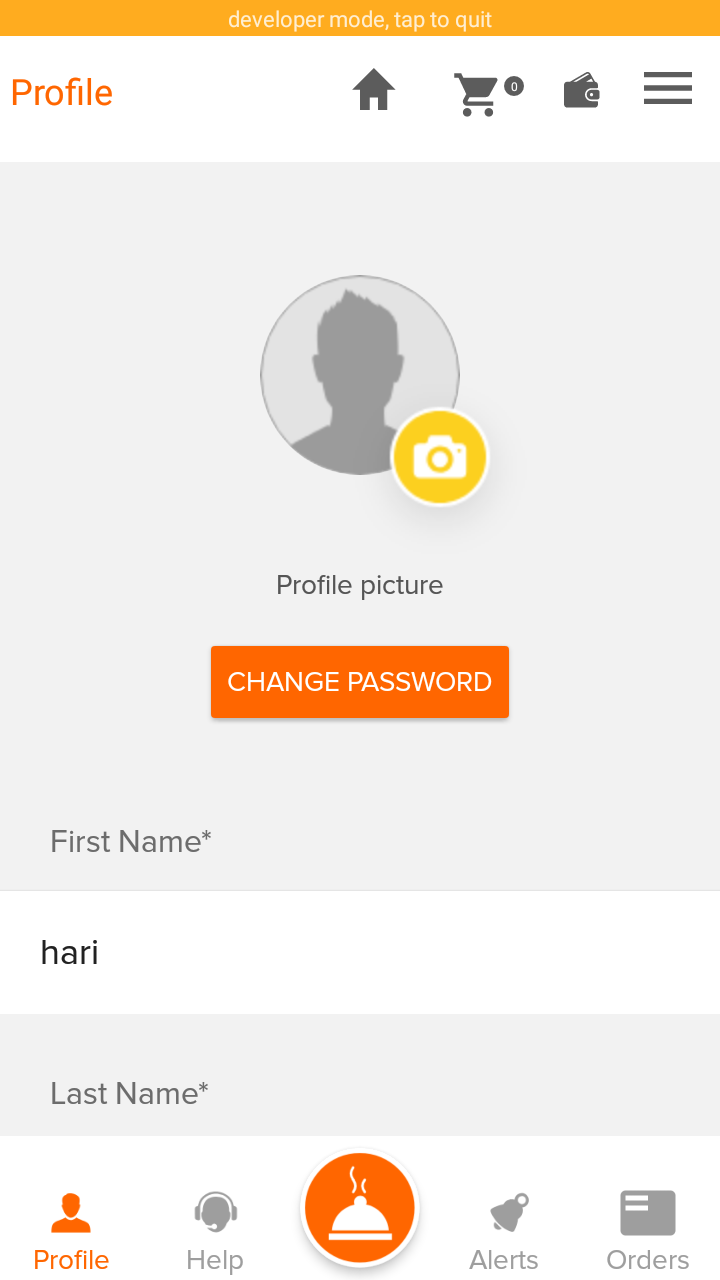 developer mode, tap to quit
Profile
0
Profile picture
CHANGE PASSWORD
First Name*
hari
Last Name*
Profile
Help
Alerts
Orders